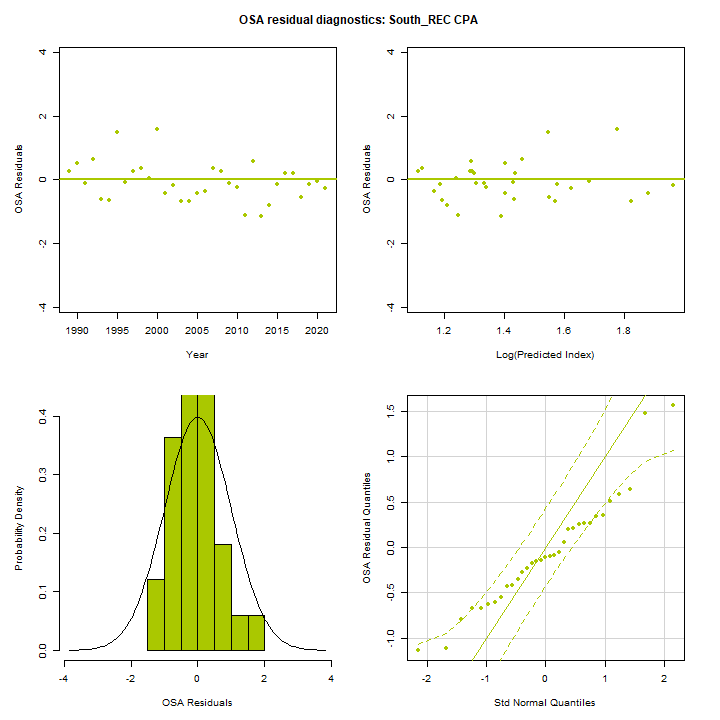 OSA residual diagnostics: South_REC CPA
4
2
0
-2
-4
OSA Residuals
1990 1995 2000 2005 2010 2015 2020
Year
4
2
0
-2
-4
OSA Residuals
1.2 1.4 1.6 1.8
Log(Predicted Index)
0.4
0.3
0.2
0.1
0.0
Probability Density
-4 -2 0 2 4
OSA Residuals
1.5
1.0
0.5
0.0
-0.5
-1.0
OSA Residual Quantiles
-2 -1 0 1 2
Std Normal Quantiles